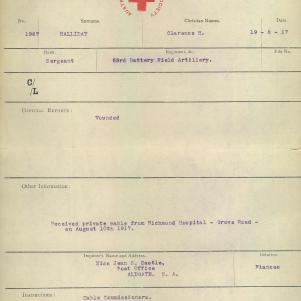 No. Surname. Christian Names. Date.
1987 HALLIDAY Clarence H. 19 - 8 - 17
Rank. Regiment, &c. File No.
Sergeant 53rd Battery Field Artillery.
C/
/L
OFFICIAL REPORTS:
Wounded
Other Information:
Received private cable from Richmond Hospital - Grove Road -
on August 10th 1917.
Inquirer's Name and Address. Relation
Miss Jean S. Castle, Fiancee
Post Office
ALDGATE. S. A.
INSTRUCTIONS: Cable Commissioners.